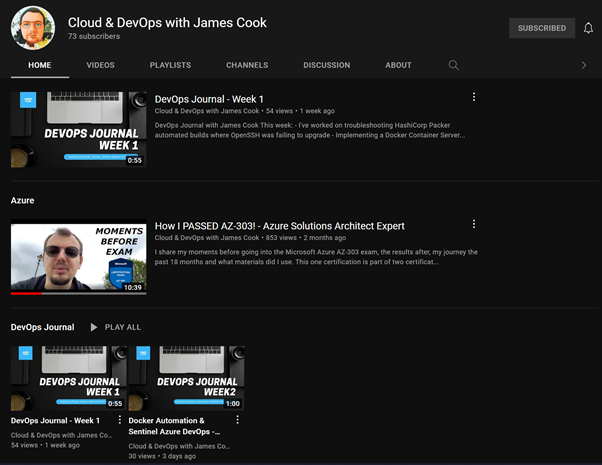 Cloud & DevOps with James Cook
73 subscribers
SUBSCRIBED
HOME VIDEOS PLAYLISTS CHANNELS DISCUSSION ABOUT
DEVOPS JOURNAL
WEEK 1
0:55
DevOps Journal - Week 1
Cloud & DevOps with James Cook • 54 views • 1 week ago
DevOps Journal with James Cook This week: - I've worked on troubleshooting HashiCorp Packer
automated builds where OpenSSH was failing to upgrade - Implementing a Docker Container Server...
Azure
MOMENTS
BEFORE
EXAM
10:39
How I PASSED AZ-303! - Azure Solutions Architect Expert
Cloud & DevOps with James Cook • 853 views • 2 months ago
I share my moments before going into the Microsoft Azure AZ-303 exam, the results after, my journey the
past 18 months and what materials did I use. This one certification is part of two certificat...
DevOps Journal PLAY ALL
DEVOPS JOURNAL
WEEK 1
0:55
DevOps Journal - Week 1
Cloud & DevOps with James Co...
54 views • 1 week ago
DEVOPS JOURNAL
WEEK2
1:00
Docker Automation &
Sentinel Azure DevOps -...
Cloud & DevOps with James Co...
30 views • 3 days ago